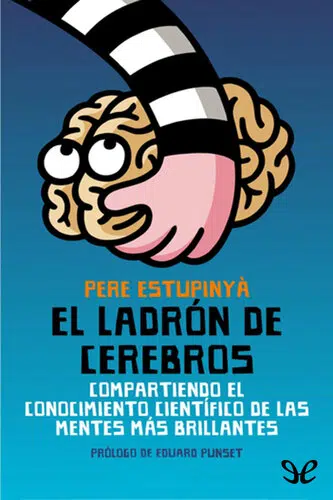 PERE ESTUPINYÀ
EL LADRÓN DE
CEREBROS
COMPARTIENDO EL
CONOCIMIENTO CIENTÍFICO DE LAS
MENTES MÁS BRILLANTES
PRÓLOGO DE EDUARD PUNSET